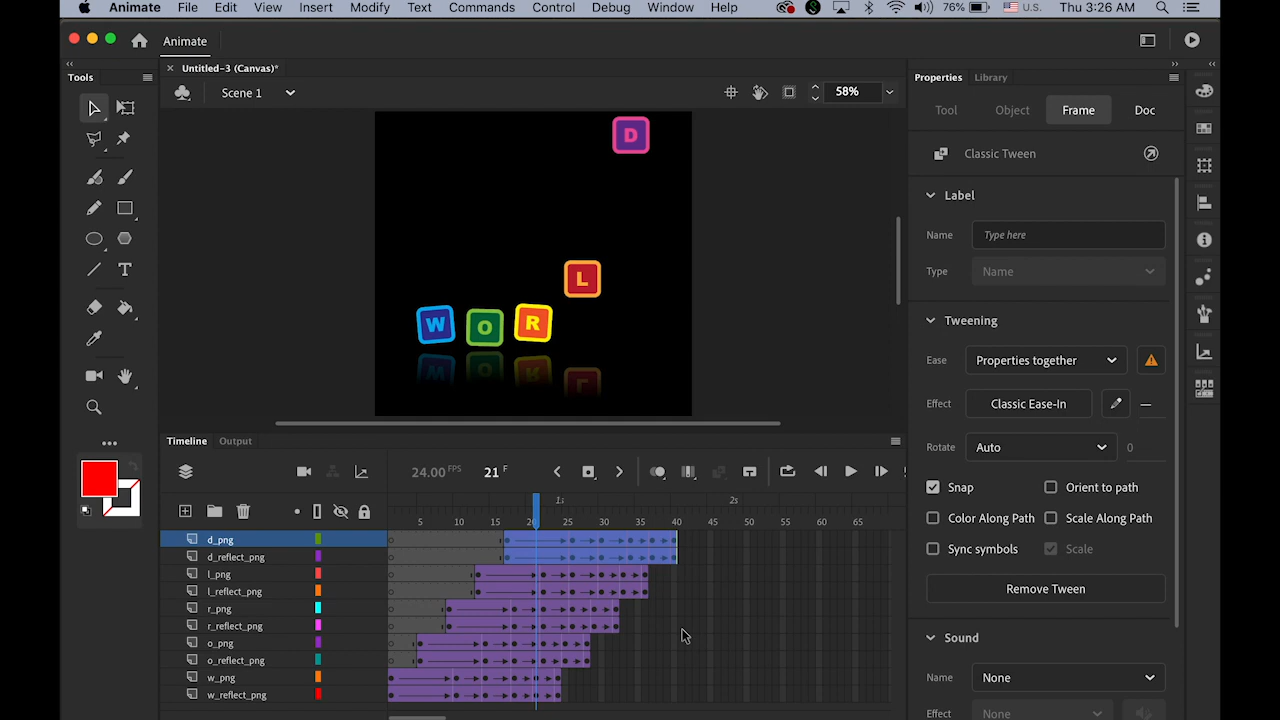 Animate File Edit View Insert Modify Text Commands Control Debug Window Help 76% U.S. Thu 3:26 AM
Animate
Tools
Untitled-3 (Canvas)*
Scene 1
58%
D
L
W O R
W O R L
Properties Library
Tool Object Frame Doc
Classic Tween
Label
Name Type here
Type Name
Tweening
Ease Properties together
Effect Classic Ease-In
Rotate Auto 0
Snap Orient to path
Color Along Path Scale Along Path
Sync symbols Scale
Remove Tween
Sound
Name None
Effect None
Timeline Output
24.00 FPS 21 F
1s 2s
5 10 15 20 25 30 35 40 45 50 55 60 65
d_png
d_reflect_png
l_png
l_reflect_png
r_png
r_reflect_png
o_png
o_reflect_png
w_png
w_reflect_png